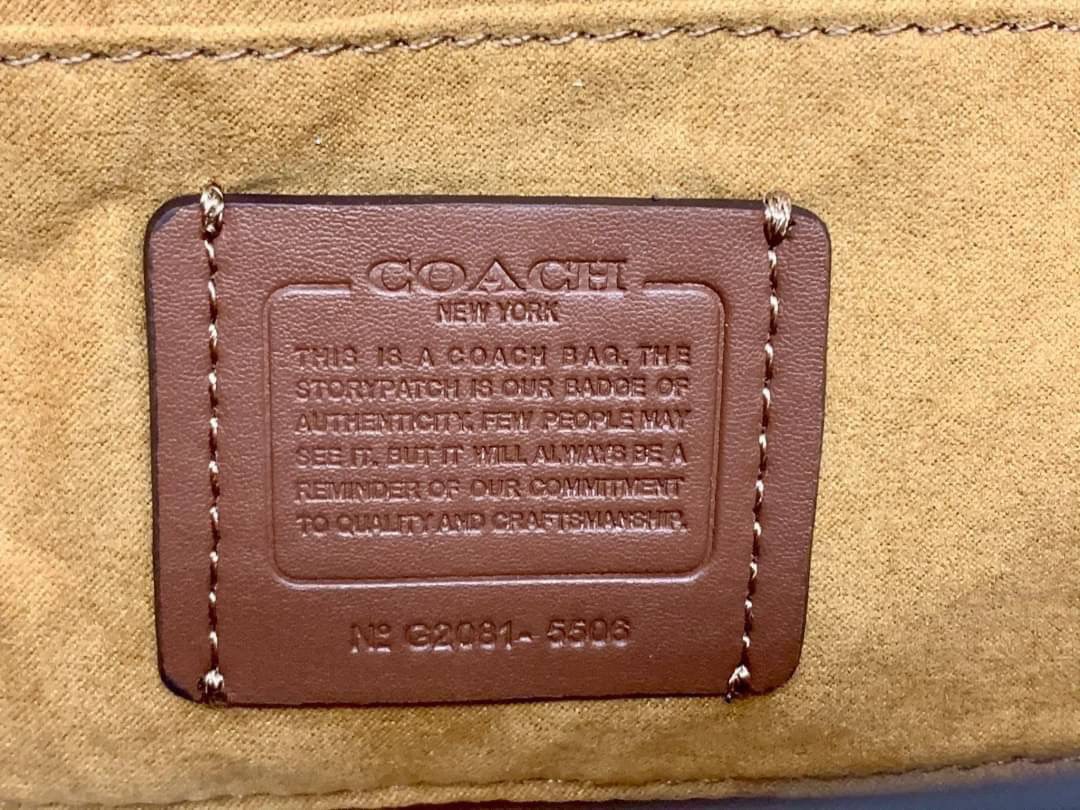 COACH
NEW YORK
THIS IS A COACH BAG. THE
STORYPATCH IS OUR BADGE OF
AUTHENTICITY. FEW PEOPLE MAY
SEE IT, BUT IT WILL ALWAYS BE A
REMINDER OF OUR COMMITMENT
TO QUALITY AND CRAFTSMANSHIP.
Nº G2081-5506